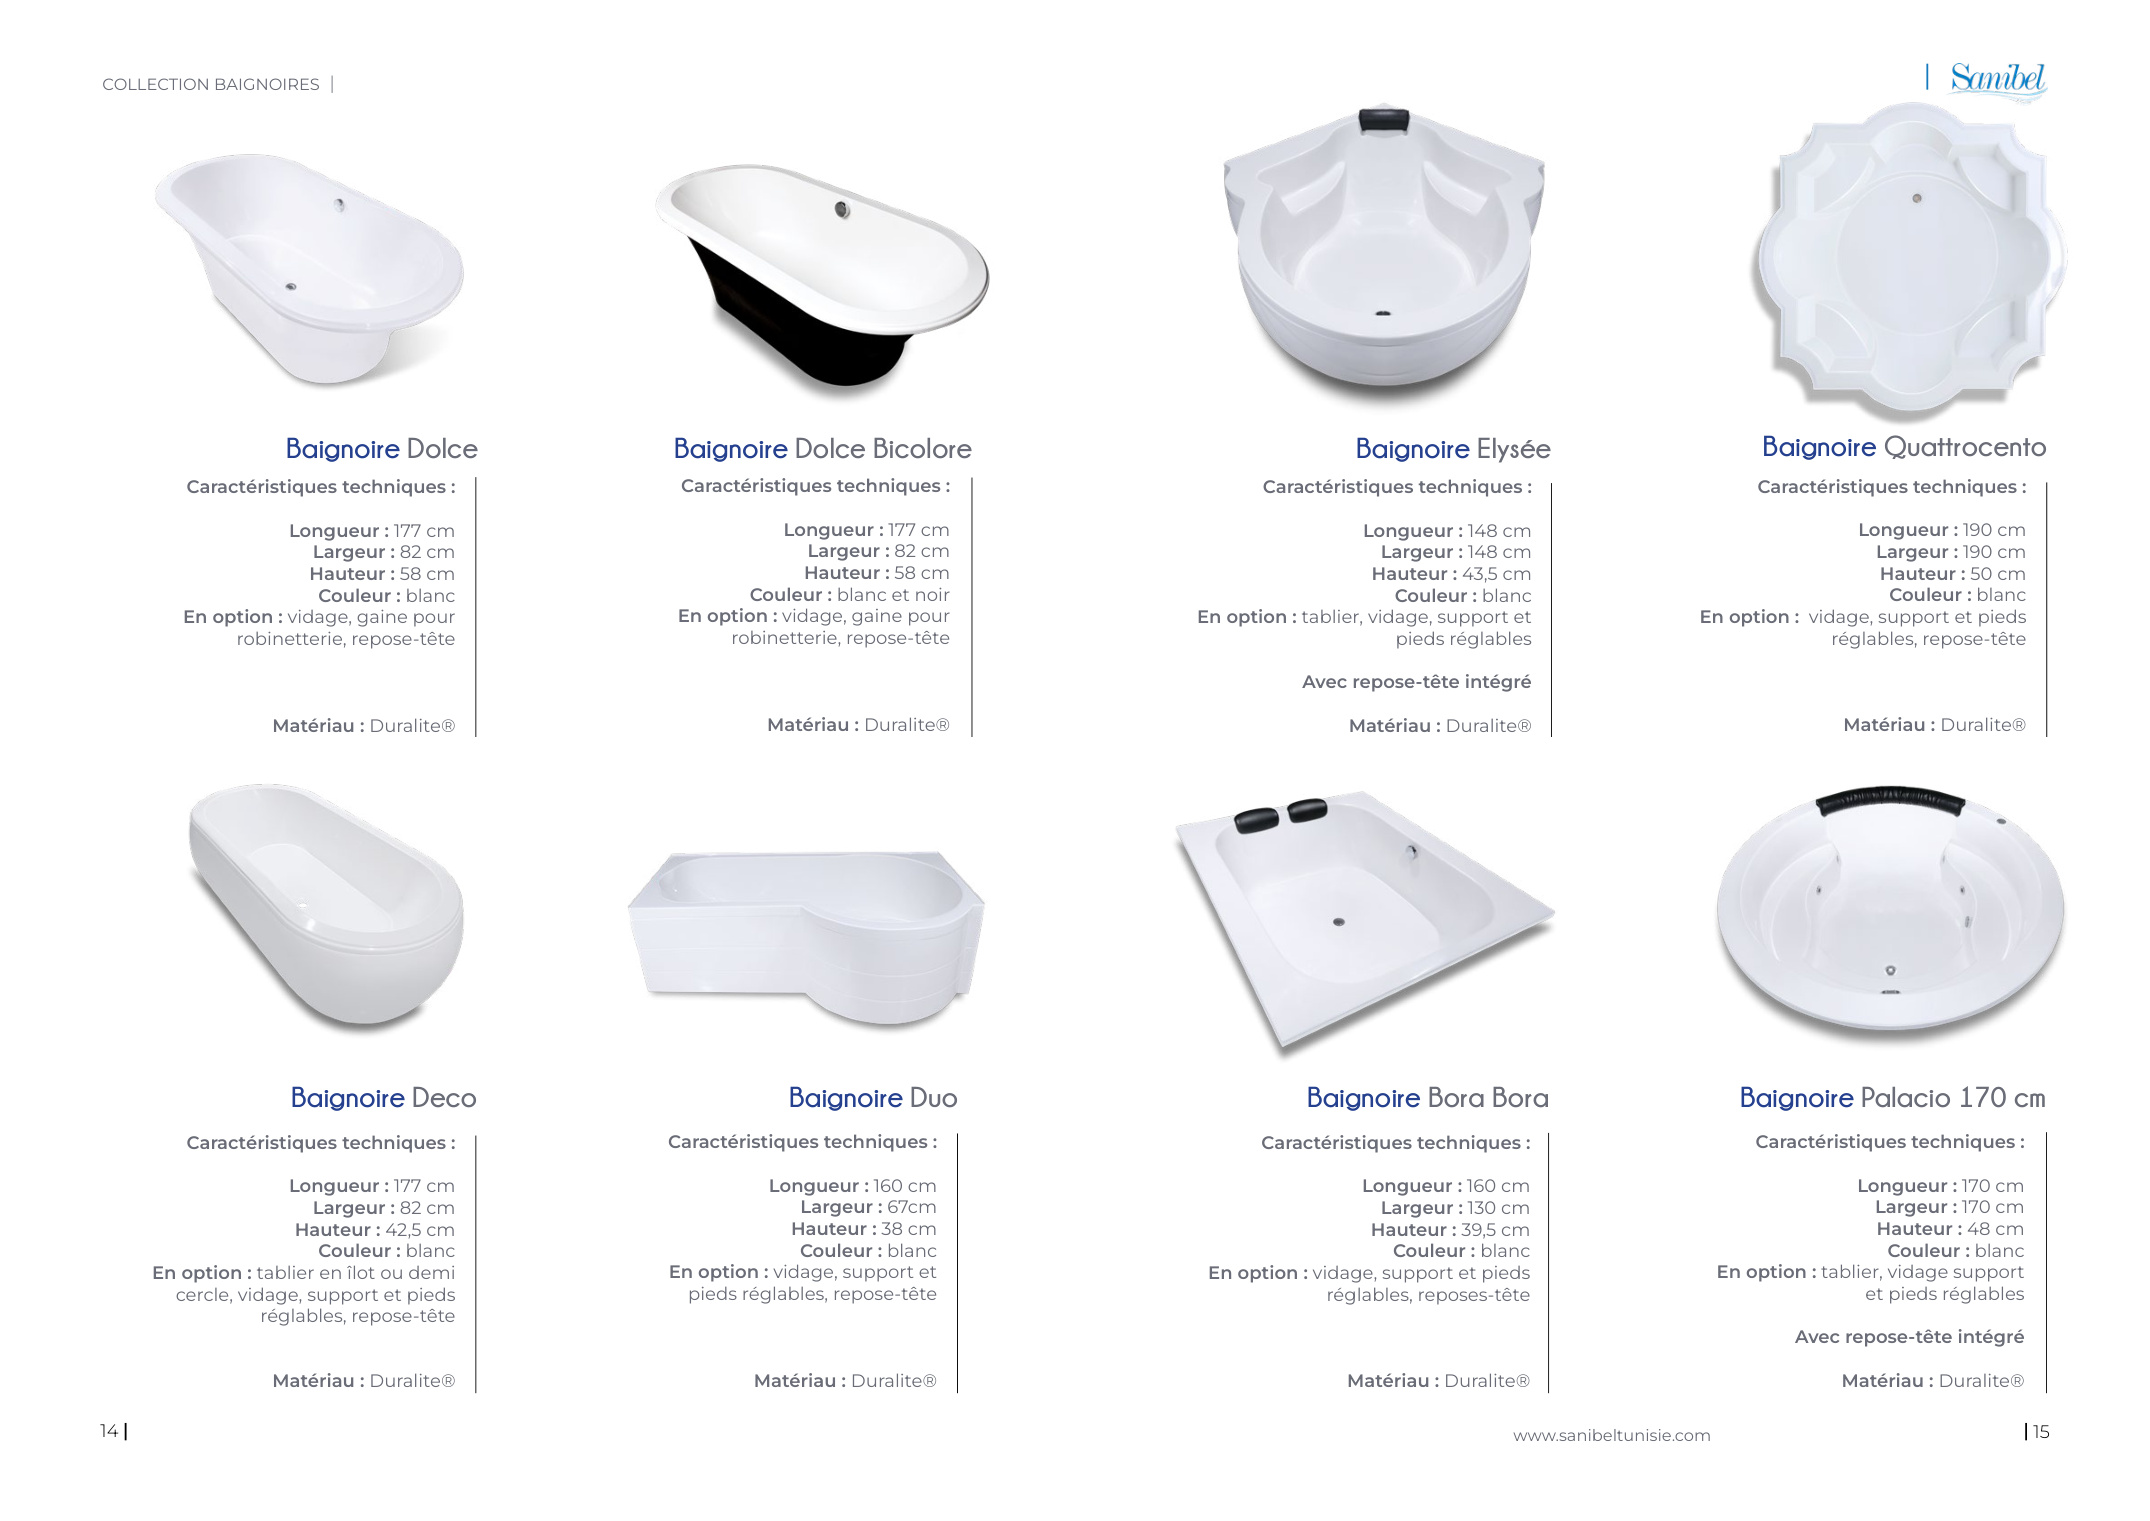 COLLECTION BAIGNOIRES |
| Sanibel
Baignoire Dolce
Caractéristiques techniques :
Longueur : 177 cm
Largeur : 82 cm
Hauteur : 58 cm
Couleur : blanc
En option : vidage, gaine pour
robinetterie, repose-tête
Matériau : Duralite®
Baignoire Dolce Bicolore
Caractéristiques techniques :
Longueur : 177 cm
Largeur : 82 cm
Hauteur : 58 cm
Couleur : blanc et noir
En option : vidage, gaine pour
robinetterie, repose-tête
Matériau : Duralite®
Baignoire Elysée
Caractéristiques techniques :
Longueur : 148 cm
Largeur : 148 cm
Hauteur : 43,5 cm
Couleur : blanc
En option : tablier, vidage, support et
pieds réglables
Avec repose-tête intégré
Matériau : Duralite®
Baignoire Quattrocento
Caractéristiques techniques :
Longueur : 190 cm
Largeur : 190 cm
Hauteur : 50 cm
Couleur : blanc
En option :  vidage, support et pieds
réglables, repose-tête
Matériau : Duralite®
Baignoire Deco
Caractéristiques techniques :
Longueur : 177 cm
Largeur : 82 cm
Hauteur : 42,5 cm
Couleur : blanc
En option : tablier en îlot ou demi
cercle, vidage, support et pieds
réglables, repose-tête
Matériau : Duralite®
Baignoire Duo
Caractéristiques techniques :
Longueur : 160 cm
Largeur : 67cm
Hauteur : 38 cm
Couleur : blanc
En option : vidage, support et
pieds réglables, repose-tête
Matériau : Duralite®
Baignoire Bora Bora
Caractéristiques techniques :
Longueur : 160 cm
Largeur : 130 cm
Hauteur : 39,5 cm
Couleur : blanc
En option : vidage, support et pieds
réglables, reposes-tête
Matériau : Duralite®
Baignoire Palacio 170 cm
Caractéristiques techniques :
Longueur : 170 cm
Largeur : 170 cm
Hauteur : 48 cm
Couleur : blanc
En option : tablier, vidage support
et pieds réglables
Avec repose-tête intégré
Matériau : Duralite®
14 |
www.sanibeltunisie.com
| 15